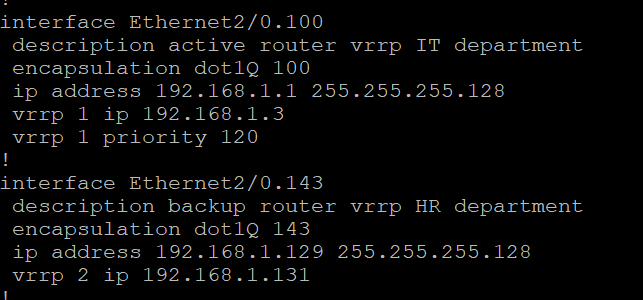 !
interface Ethernet2/0.100
 description active router vrrp IT department
 encapsulation dot1Q 100
 ip address 192.168.1.1 255.255.255.128
 vrrp 1 ip 192.168.1.3
 vrrp 1 priority 120
!
interface Ethernet2/0.143
 description backup router vrrp HR department
 encapsulation dot1Q 143
 ip address 192.168.1.129 255.255.255.128
 vrrp 2 ip 192.168.1.131
!